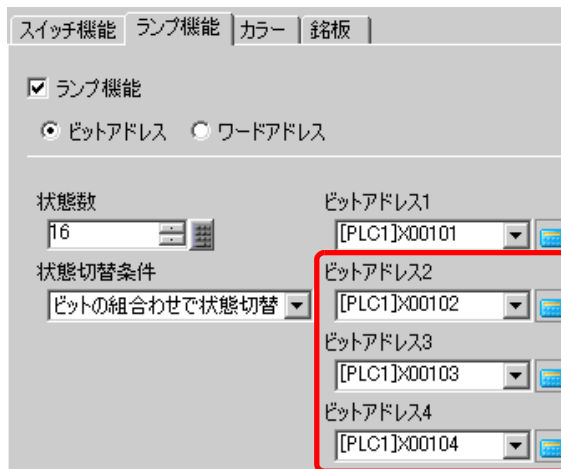 スイッチ機能 ランプ機能 カラー 銘板
ランプ機能
ビットアドレス ワードアドレス
状態数 ビットアドレス1
16 [PLC1]X00101
状態切替条件 ビットアドレス2
ビットの組合わせで状態切替 [PLC1]X00102
ビットアドレス3
[PLC1]X00103
ビットアドレス4
[PLC1]X00104